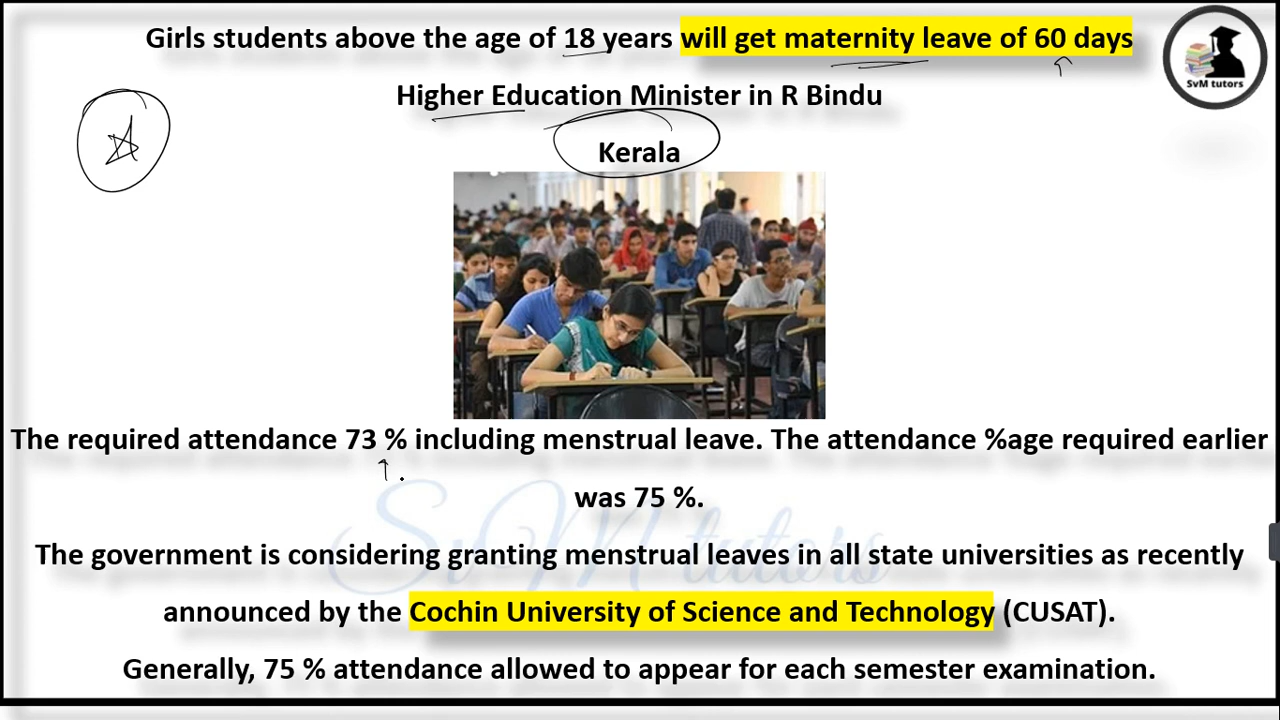 Girls students above the age of 18 years will get maternity leave of 60 days
SvM tutors
Higher Education Minister in R Bindu
Kerala
The required attendance 73 % including menstrual leave. The attendance %age required earlier
was 75 %.
SvM tutors
The government is considering granting menstrual leaves in all state universities as recently
announced by the Cochin University of Science and Technology (CUSAT).
Generally, 75 % attendance allowed to appear for each semester examination.